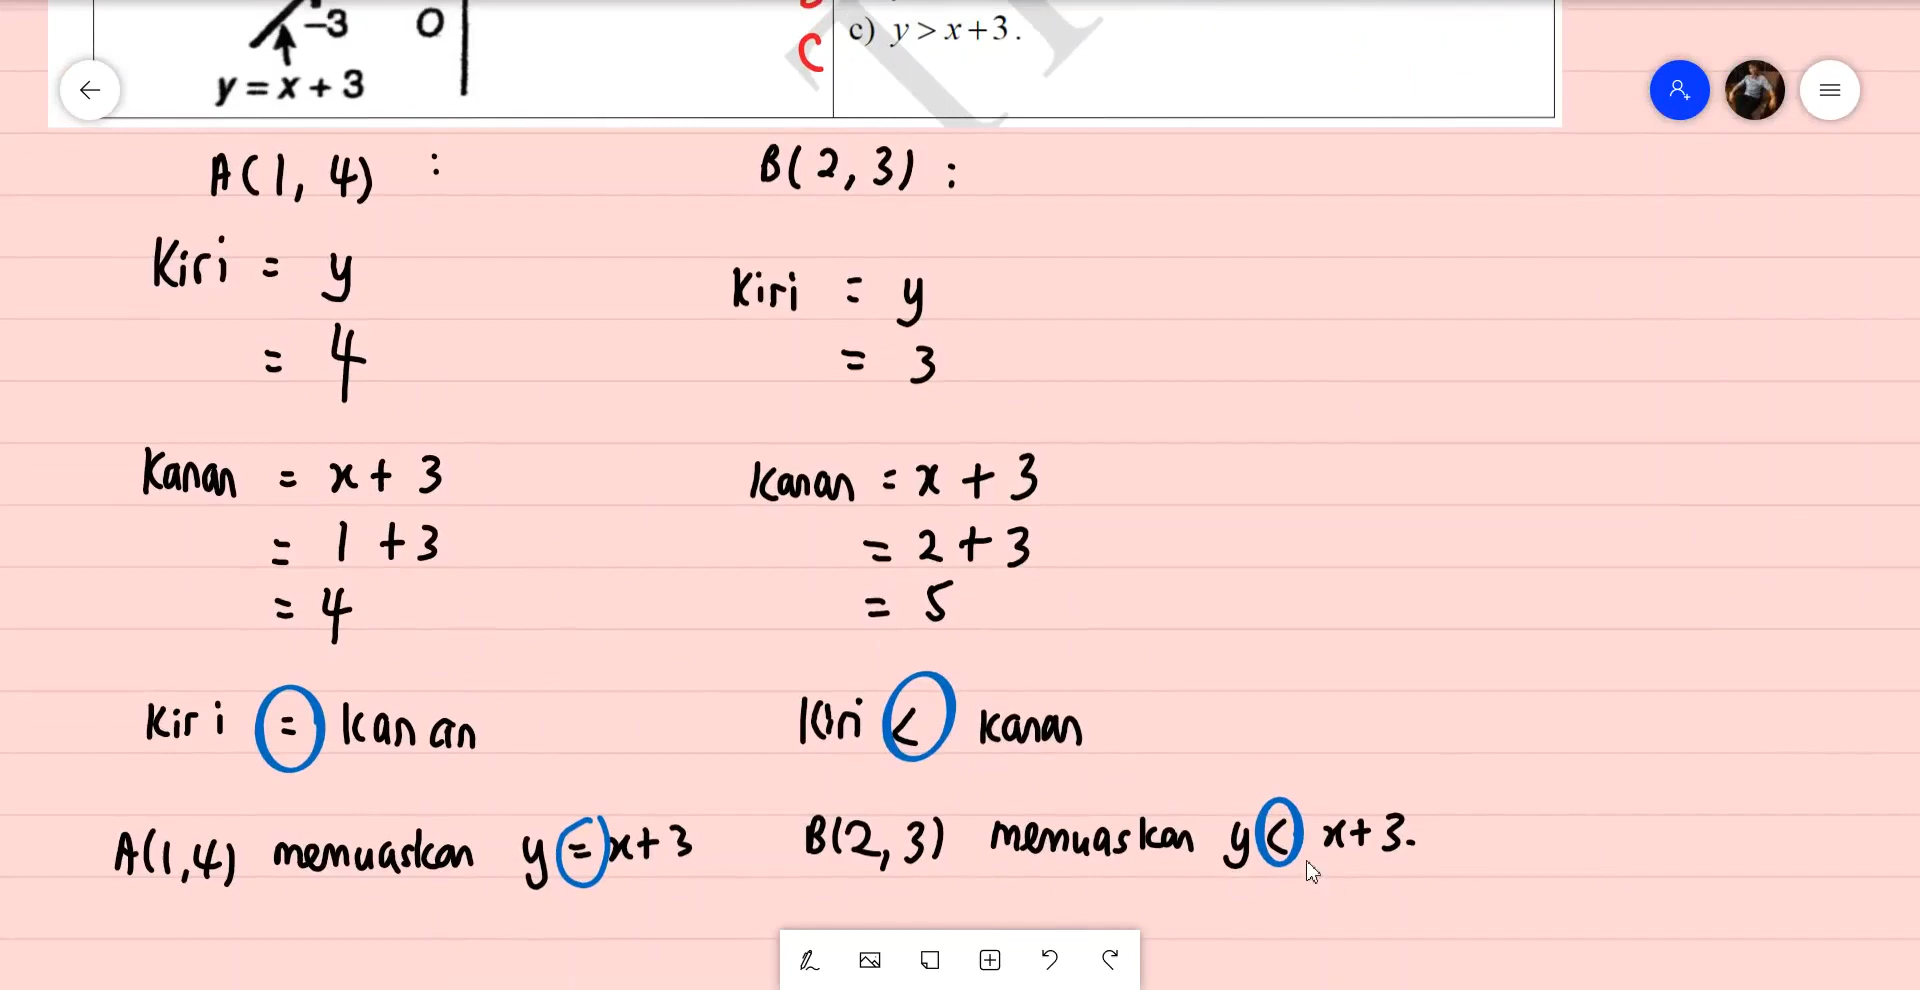 -3 0
y = x + 3
C
c) y > x + 3 .
A(1, 4) :
Kiri = y
= 4
Kanan = x + 3
= 1 + 3
= 4
Kiri = Kanan
A(1,4) memuaskan y = x + 3
B(2, 3) :
Kiri = y
= 3
Kanan = x + 3
= 2 + 3
= 5
Kiri < Kanan
B(2, 3) memuaskan y < x + 3.